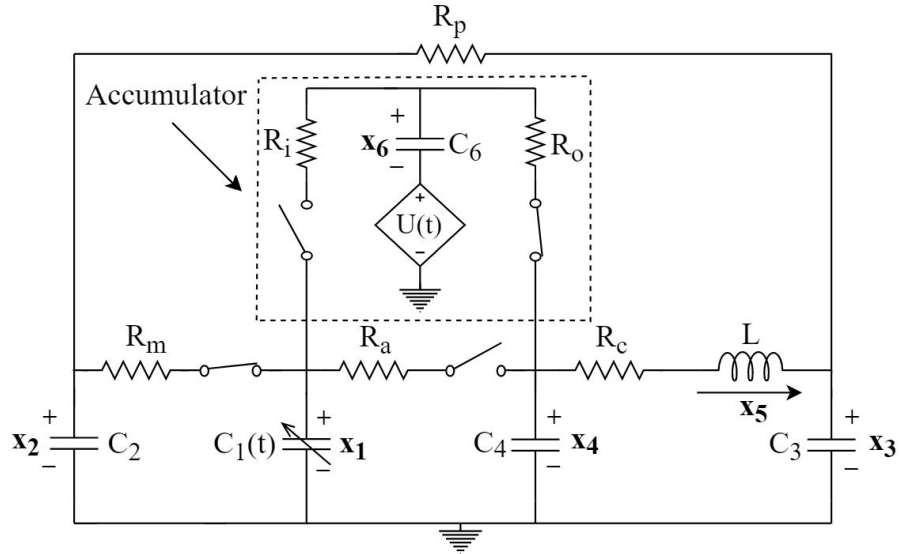 Rp
Accumulator
+
Ri
x6
C6
Ro
−
+
U(t)
−
Rm
Ra
Rc
L
x5
+
+
+
+
x2
C2
C1(t)
x1
C4
x4
C3
x3
−
−
−
−